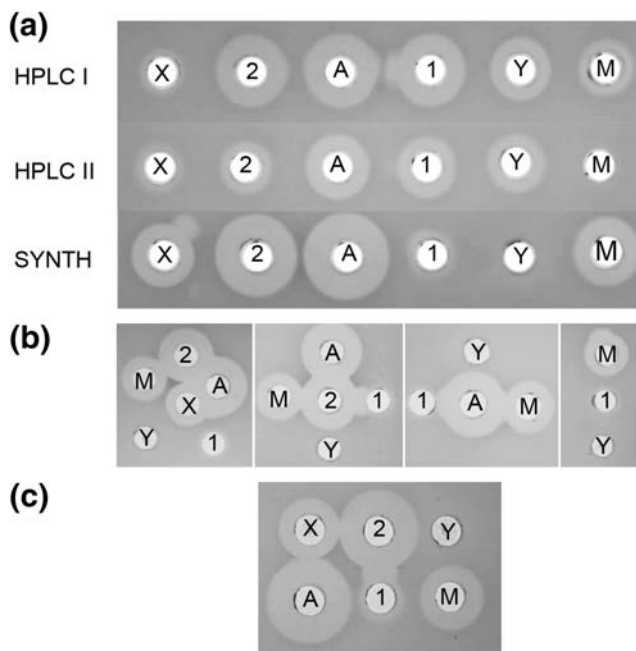 (a)
HPLC I X 2 A 1 Y M
HPLC II X 2 A 1 Y M
SYNTH X 2 A 1 Y M
(b)
2
M A
X
Y 1
A
M 2 1
Y
Y
1 A M
M
1
Y
(c)
X 2 Y
A 1 M